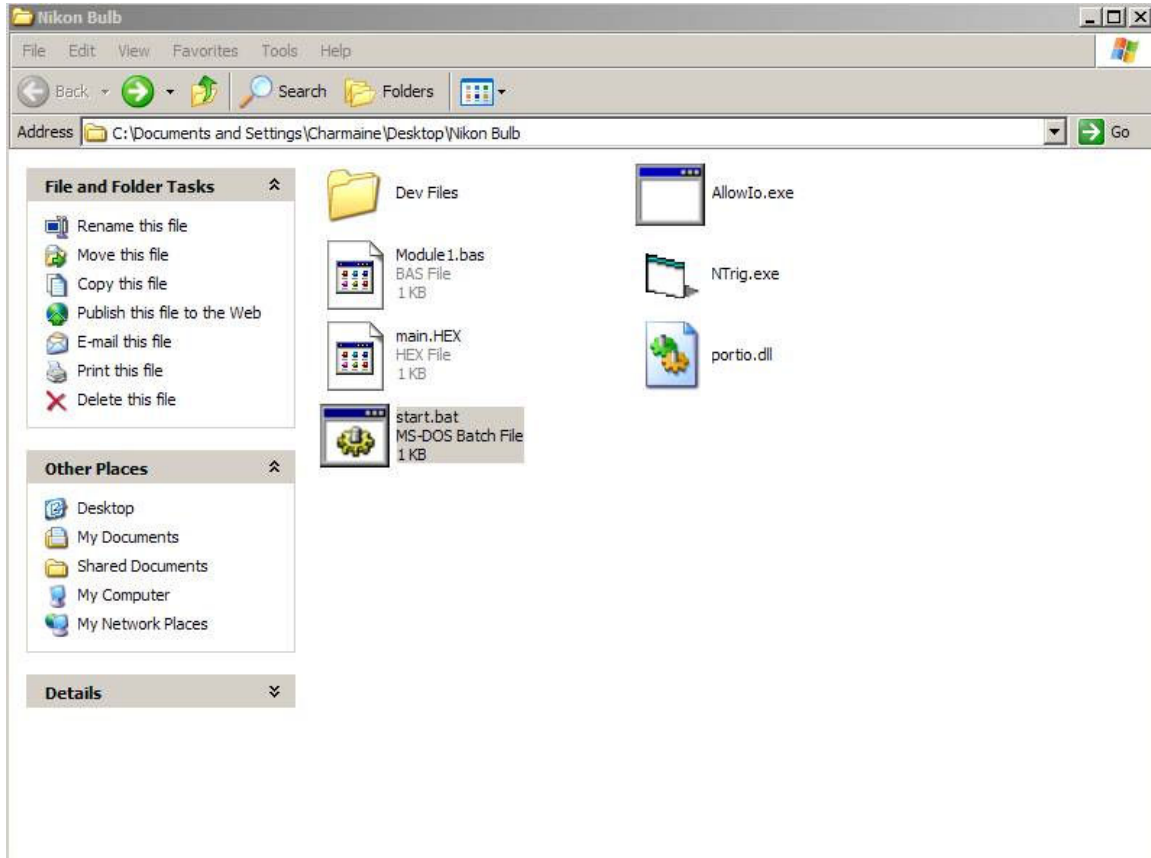 Nikon Bulb
File Edit View Favorites Tools Help
Back Search Folders
Address C:\Documents and Settings\Charmaine\Desktop\Nikon Bulb Go
File and Folder Tasks
Rename this file
Move this file
Copy this file
Publish this file to the Web
E-mail this file
Print this file
Delete this file
Other Places
Desktop
My Documents
Shared Documents
My Computer
My Network Places
Details
Dev Files
AllowIo.exe
Module1.bas
BAS File
1 KB
NTrig.exe
main.HEX
HEX File
1 KB
portio.dll
start.bat
MS-DOS Batch File
1 KB